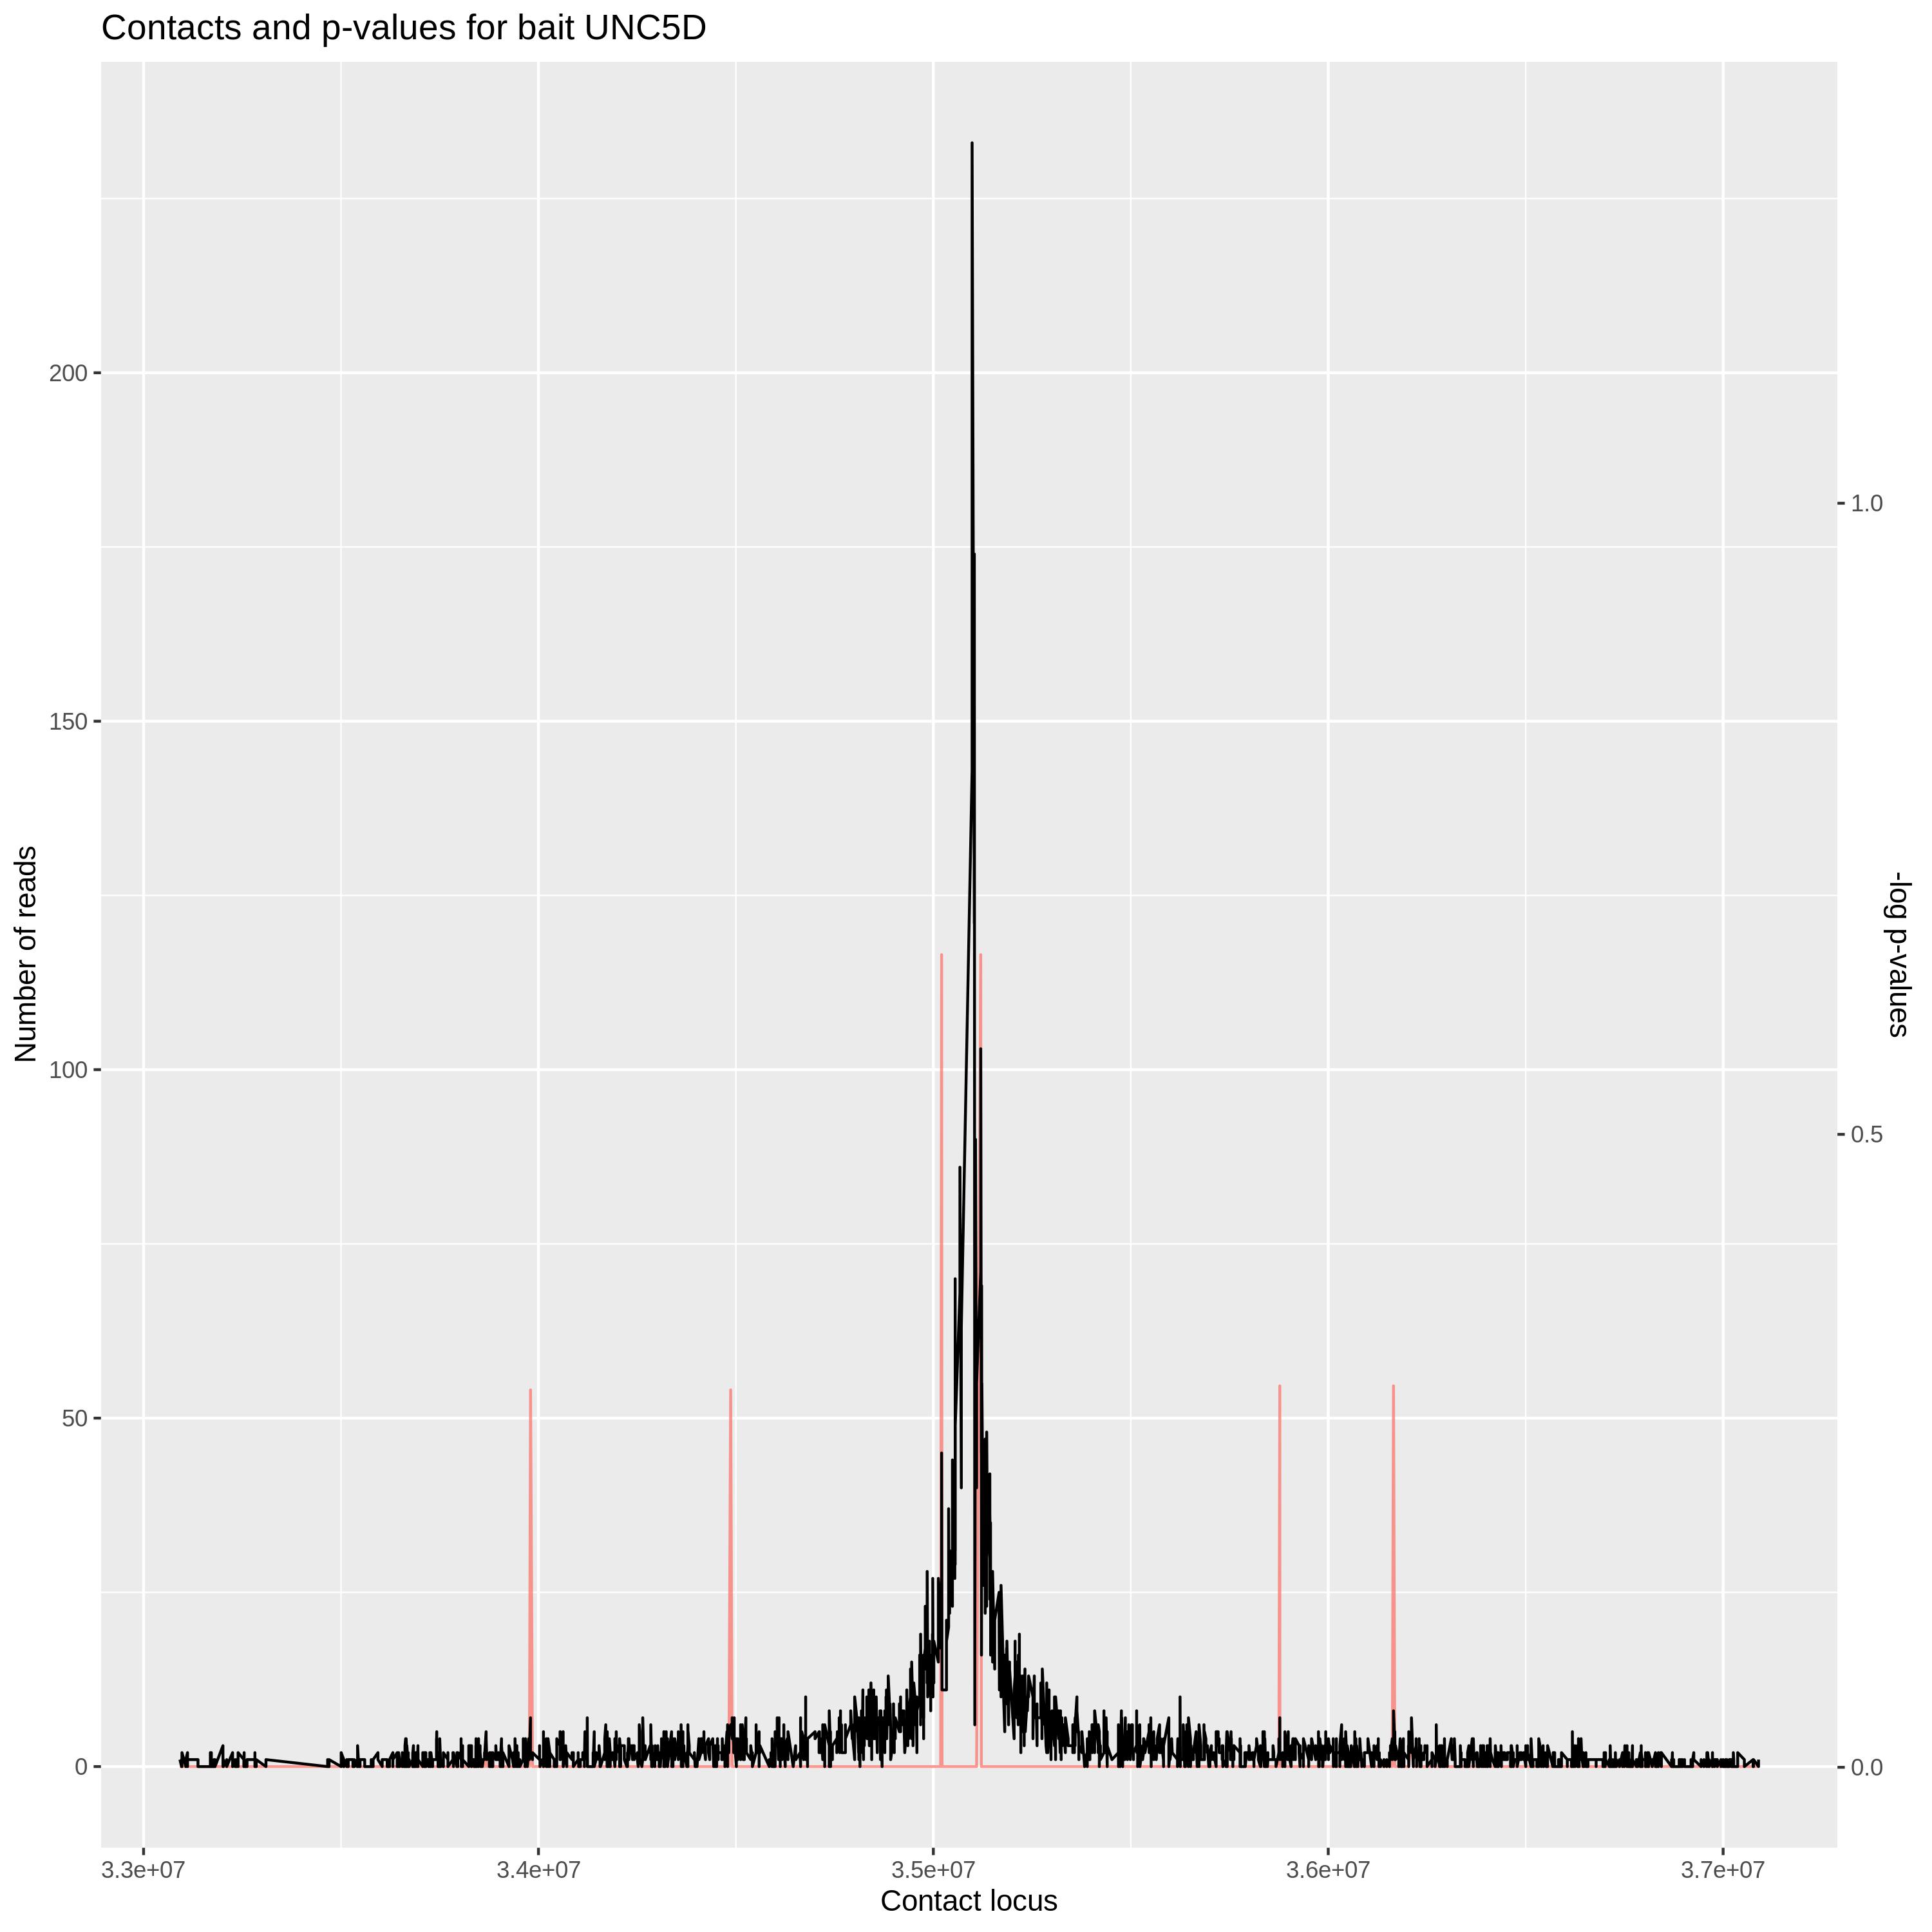 Contacts and p-values for bait UNC5D
Number of reads
200
150
100
50
0
1.0
0.5
0.0
-log p-values
3.3e+07
3.4e+07
3.5e+07
3.6e+07
3.7e+07
Contact locus